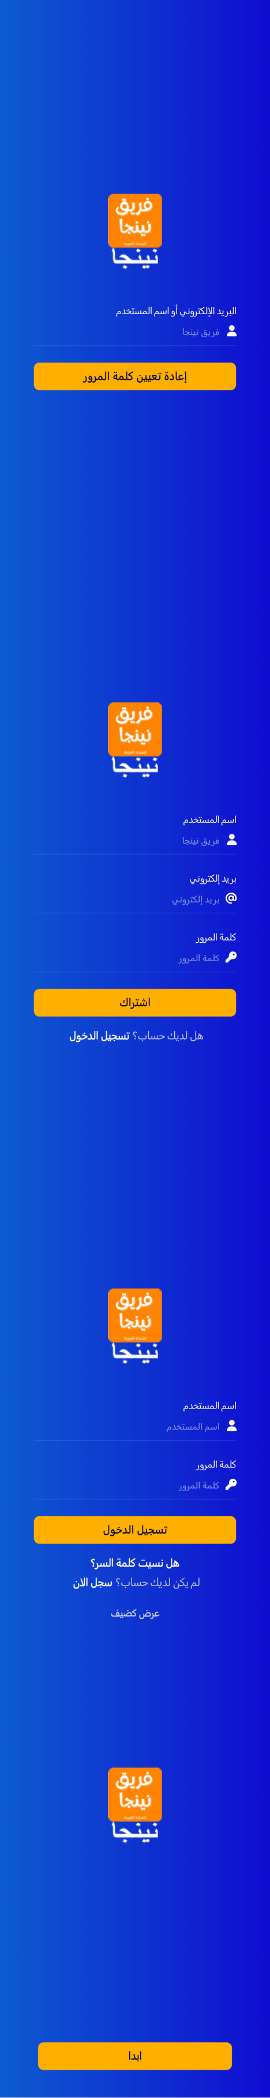 فريق
نينجا
نينجا
البريد الإلكتروني أو اسم المستخدم
فريق نينجا
إعادة تعيين كلمة المرور
فريق
نينجا
نينجا
اسم المستخدم
فريق نينجا
بريد إلكتروني
بريد إلكتروني
كلمة المرور
كلمة المرور
اشتراك
هل لديك حساب؟ تسجيل الدخول
فريق
نينجا
نينجا
اسم المستخدم
اسم المستخدم
كلمة المرور
كلمة المرور
تسجيل الدخول
هل نسيت كلمة السر؟
لم يكن لديك حساب؟ سجل الان
عرض كضيف
فريق
نينجا
نينجا
ابدا